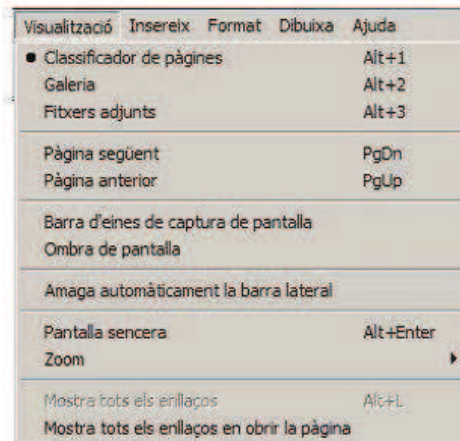 Visualització Insereix Format Dibuixa Ajuda
Classificador de pàgines Alt+1
Galeria Alt+2
Fitxers adjunts Alt+3
Pàgina següent PgDn
Pàgina anterior PgUp
Barra d'eines de captura de pantalla
Ombra de pantalla
Amaga automàticament la barra lateral
Pantalla sencera Alt+Enter
Zoom
Mostra tots els enllaços Alt+L
Mostra tots els enllaços en obrir la pàgina